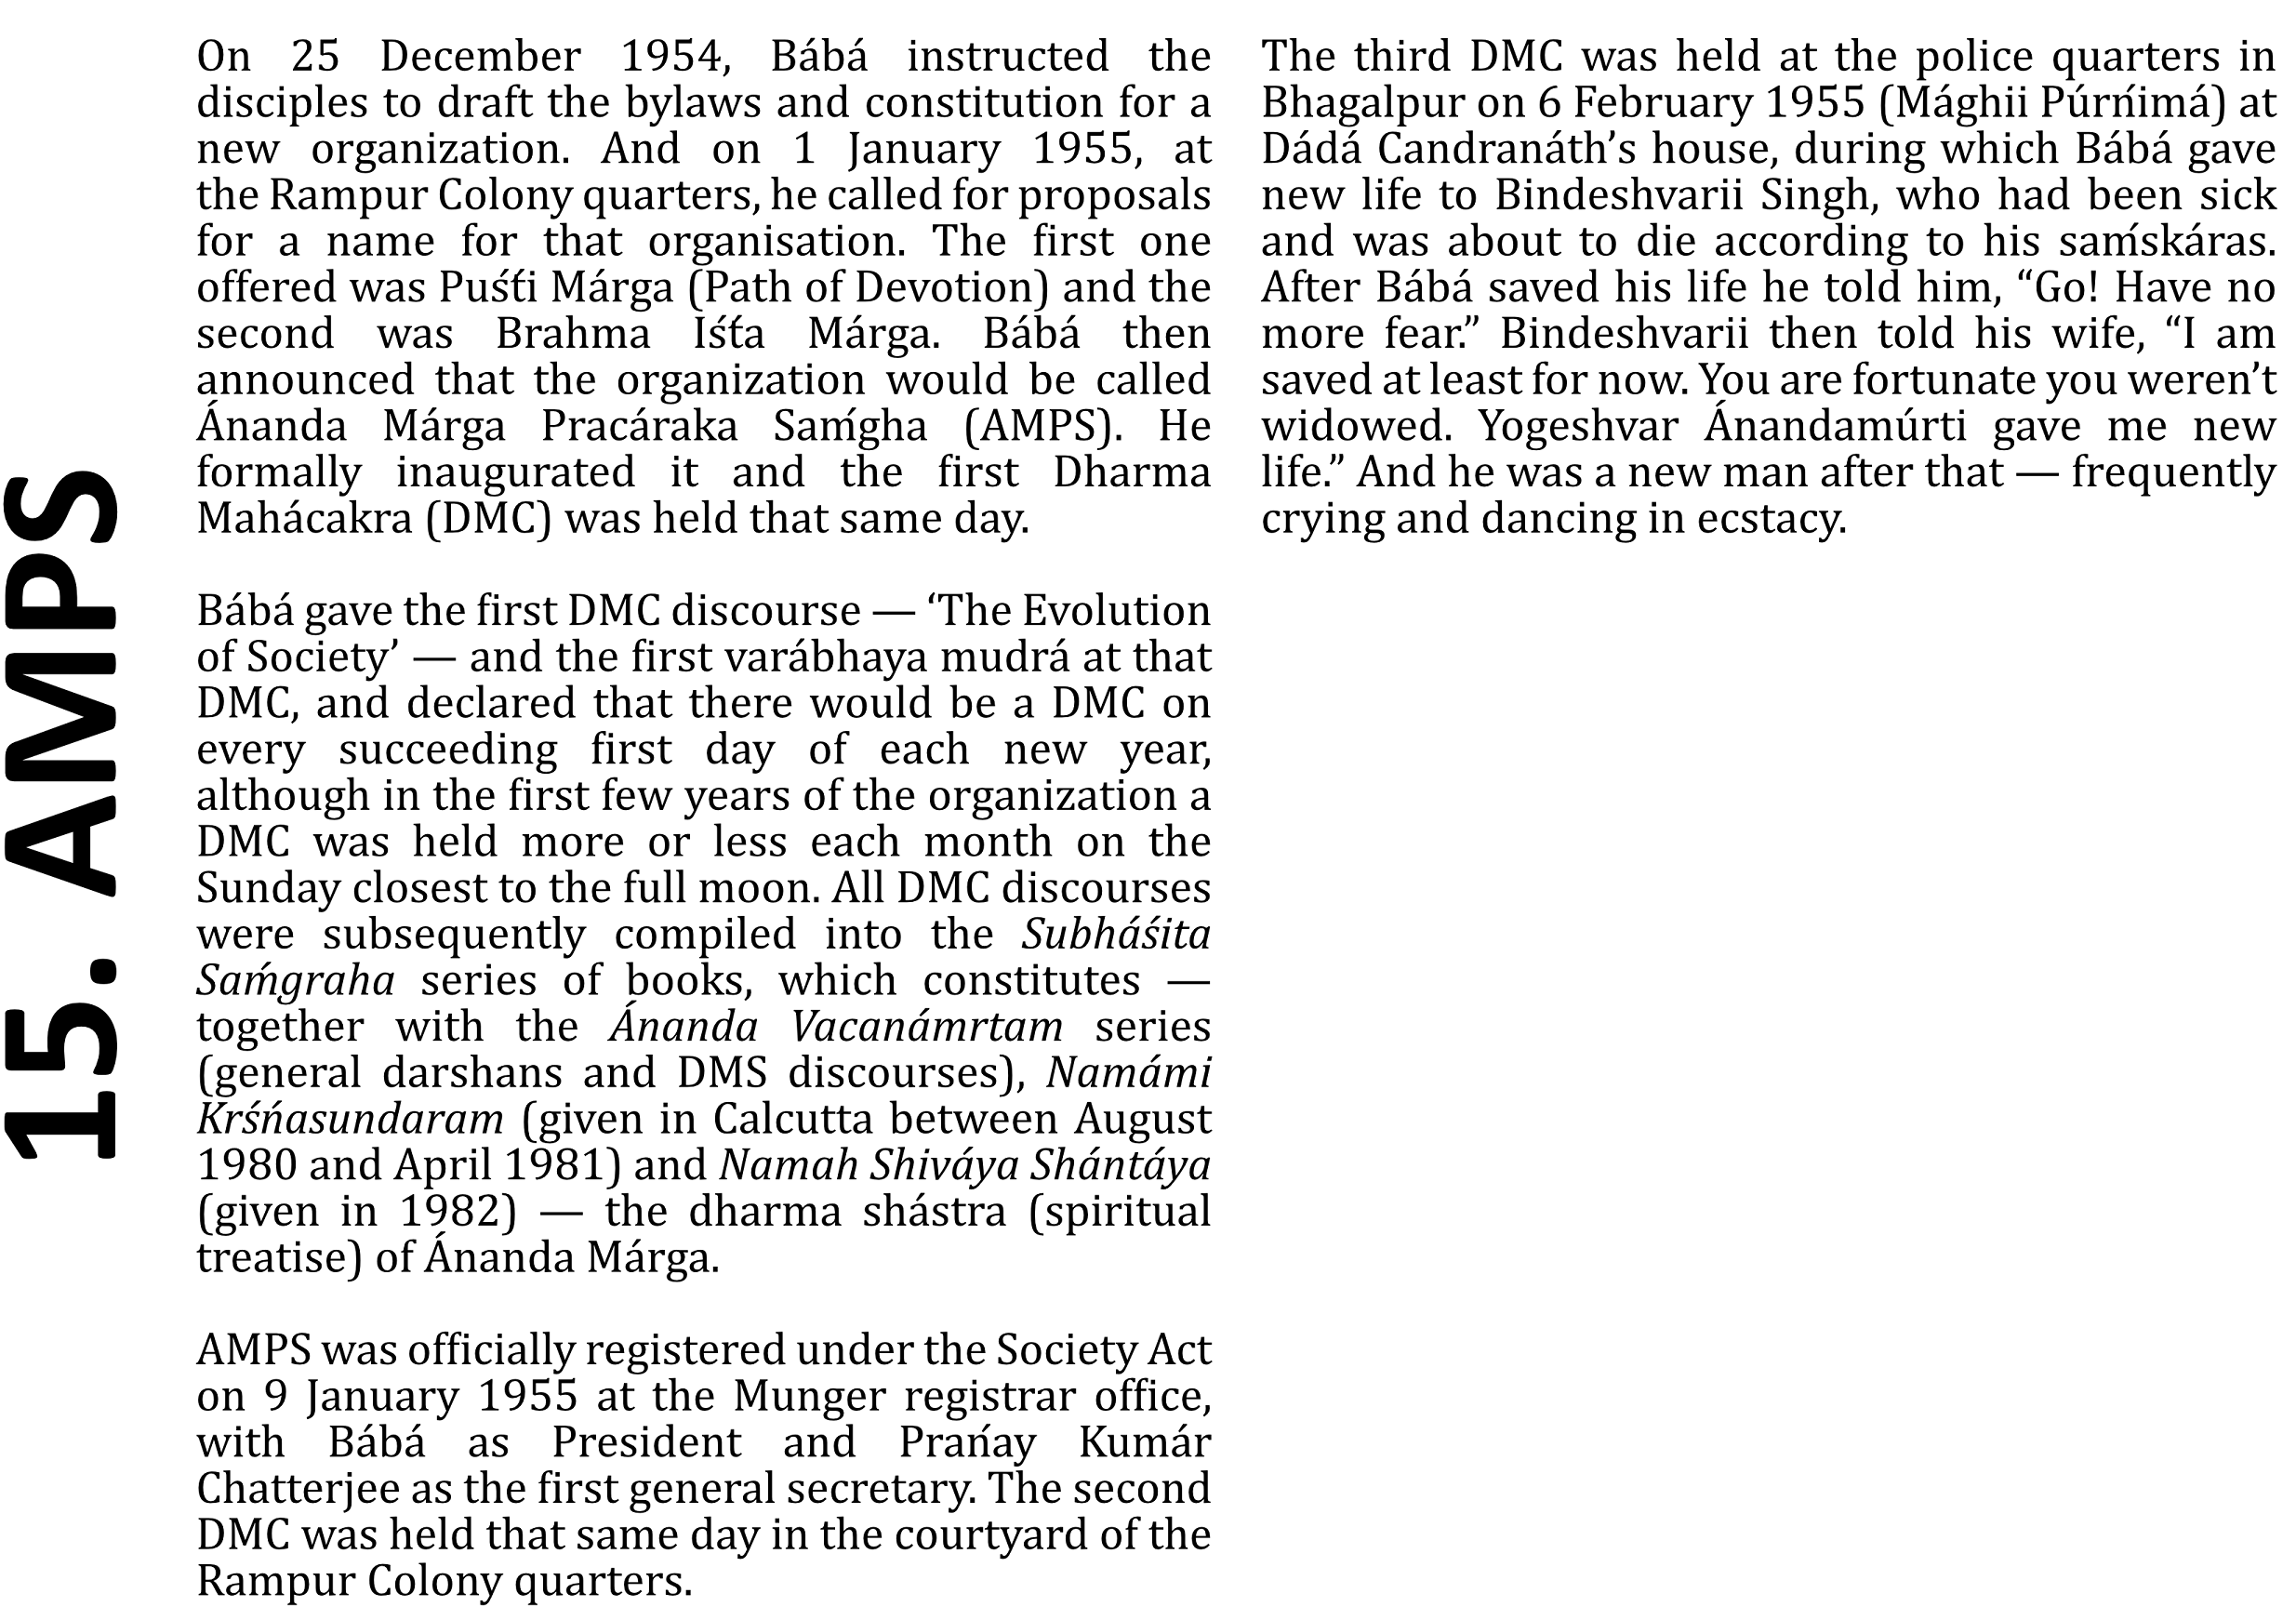 15. AMPS
On 25 December 1954, Bábá instructed the
disciples to draft the bylaws and constitution for a
new organization. And on 1 January 1955, at
the Rampur Colony quarters, he called for proposals
for a name for that organisation. The first one
offered was Puśt́i Márga (Path of Devotion) and the
second was Brahma Iśt́a Márga. Bábá then
announced that the organization would be called
Ánanda Márga Pracáraka Saḿgha (AMPS). He
formally inaugurated it and the first Dharma
Mahácakra (DMC) was held that same day.

Bábá gave the first DMC discourse — ‘The Evolution
of Society’ — and the first varábhaya mudrá at that
DMC, and declared that there would be a DMC on
every succeeding first day of each new year,
although in the first few years of the organization a
DMC was held more or less each month on the
Sunday closest to the full moon. All DMC discourses
were subsequently compiled into the Subháśita
Saḿgraha series of books, which constitutes —
together with the Ánanda Vacanámrtam series
(general darshans and DMS discourses), Namámi
Krśńasundaram (given in Calcutta between August
1980 and April 1981) and Namah Shiváya Shántáya
(given in 1982) — the dharma shástra (spiritual
treatise) of Ánanda Márga.

AMPS was officially registered under the Society Act
on 9 January 1955 at the Munger registrar office,
with Bábá as President and Prańay Kumár
Chatterjee as the first general secretary. The second
DMC was held that same day in the courtyard of the
Rampur Colony quarters.

The third DMC was held at the police quarters in
Bhagalpur on 6 February 1955 (Mághii Púrńimá) at
Dádá Candranáth’s house, during which Bábá gave
new life to Bindeshvarii Singh, who had been sick
and was about to die according to his saḿskáras.
After Bábá saved his life he told him, “Go! Have no
more fear.” Bindeshvarii then told his wife, “I am
saved at least for now. You are fortunate you weren’t
widowed. Yogeshvar Ánandamúrti gave me new
life.” And he was a new man after that — frequently
crying and dancing in ecstacy.